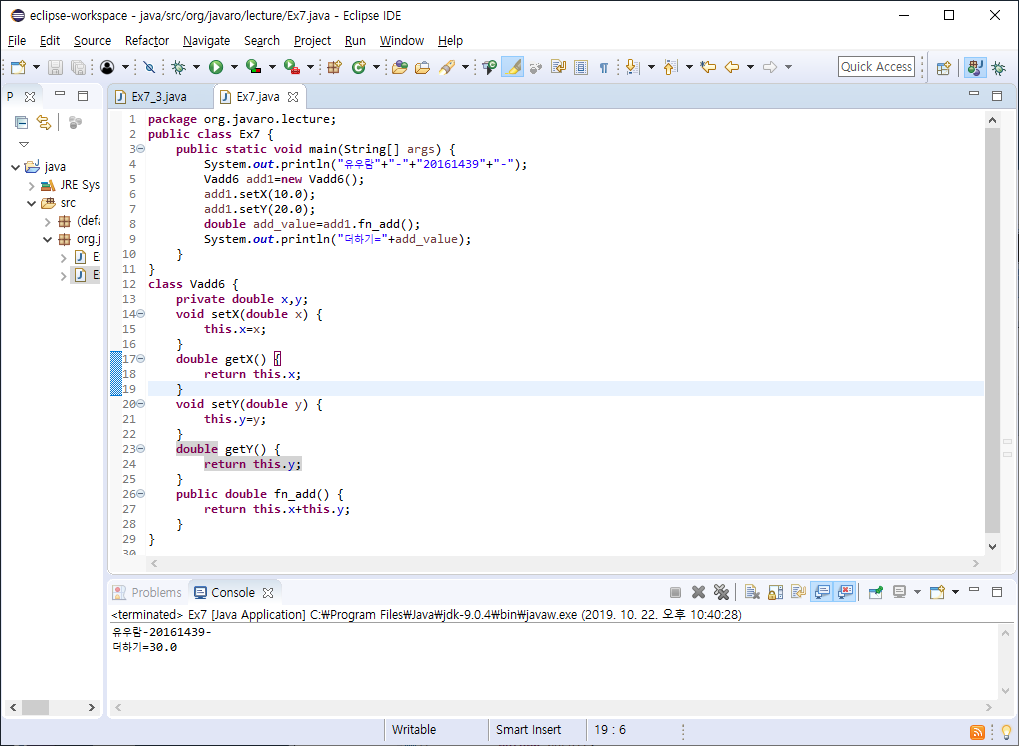 eclipse-workspace - java/src/org/javaro/lecture/Ex7.java - Eclipse IDE
File Edit Source Refactor Navigate Search Project Run Window Help
Quick Access
P
Ex7_3.java Ex7.java
java
JRE Sys
src
(defa
org.j
E
E
1 package org.javaro.lecture;
2 public class Ex7 {
3 public static void main(String[] args) {
4 System.out.println("유우람"+"-"+"20161439"+"-");
5 Vadd6 add1=new Vadd6();
6 add1.setX(10.0);
7 add1.setY(20.0);
8 double add_value=add1.fn_add();
9 System.out.println("더하기="+add_value);
10 }
11 }
12 class Vadd6 {
13 private double x,y;
14 void setX(double x) {
15 this.x=x;
16 }
17 double getX() {
18 return this.x;
19 }
20 void setY(double y) {
21 this.y=y;
22 }
23 double getY() {
24 return this.y;
25 }
26 public double fn_add() {
27 return this.x+this.y;
28 }
29 }
30
Problems Console
<terminated> Ex7 [Java Application] C:₩Program Files₩Java₩jdk-9.0.4₩bin₩javaw.exe (2019. 10. 22. 오후 10:40:28)
유우람-20161439-
더하기=30.0
Writable Smart Insert 19 : 6